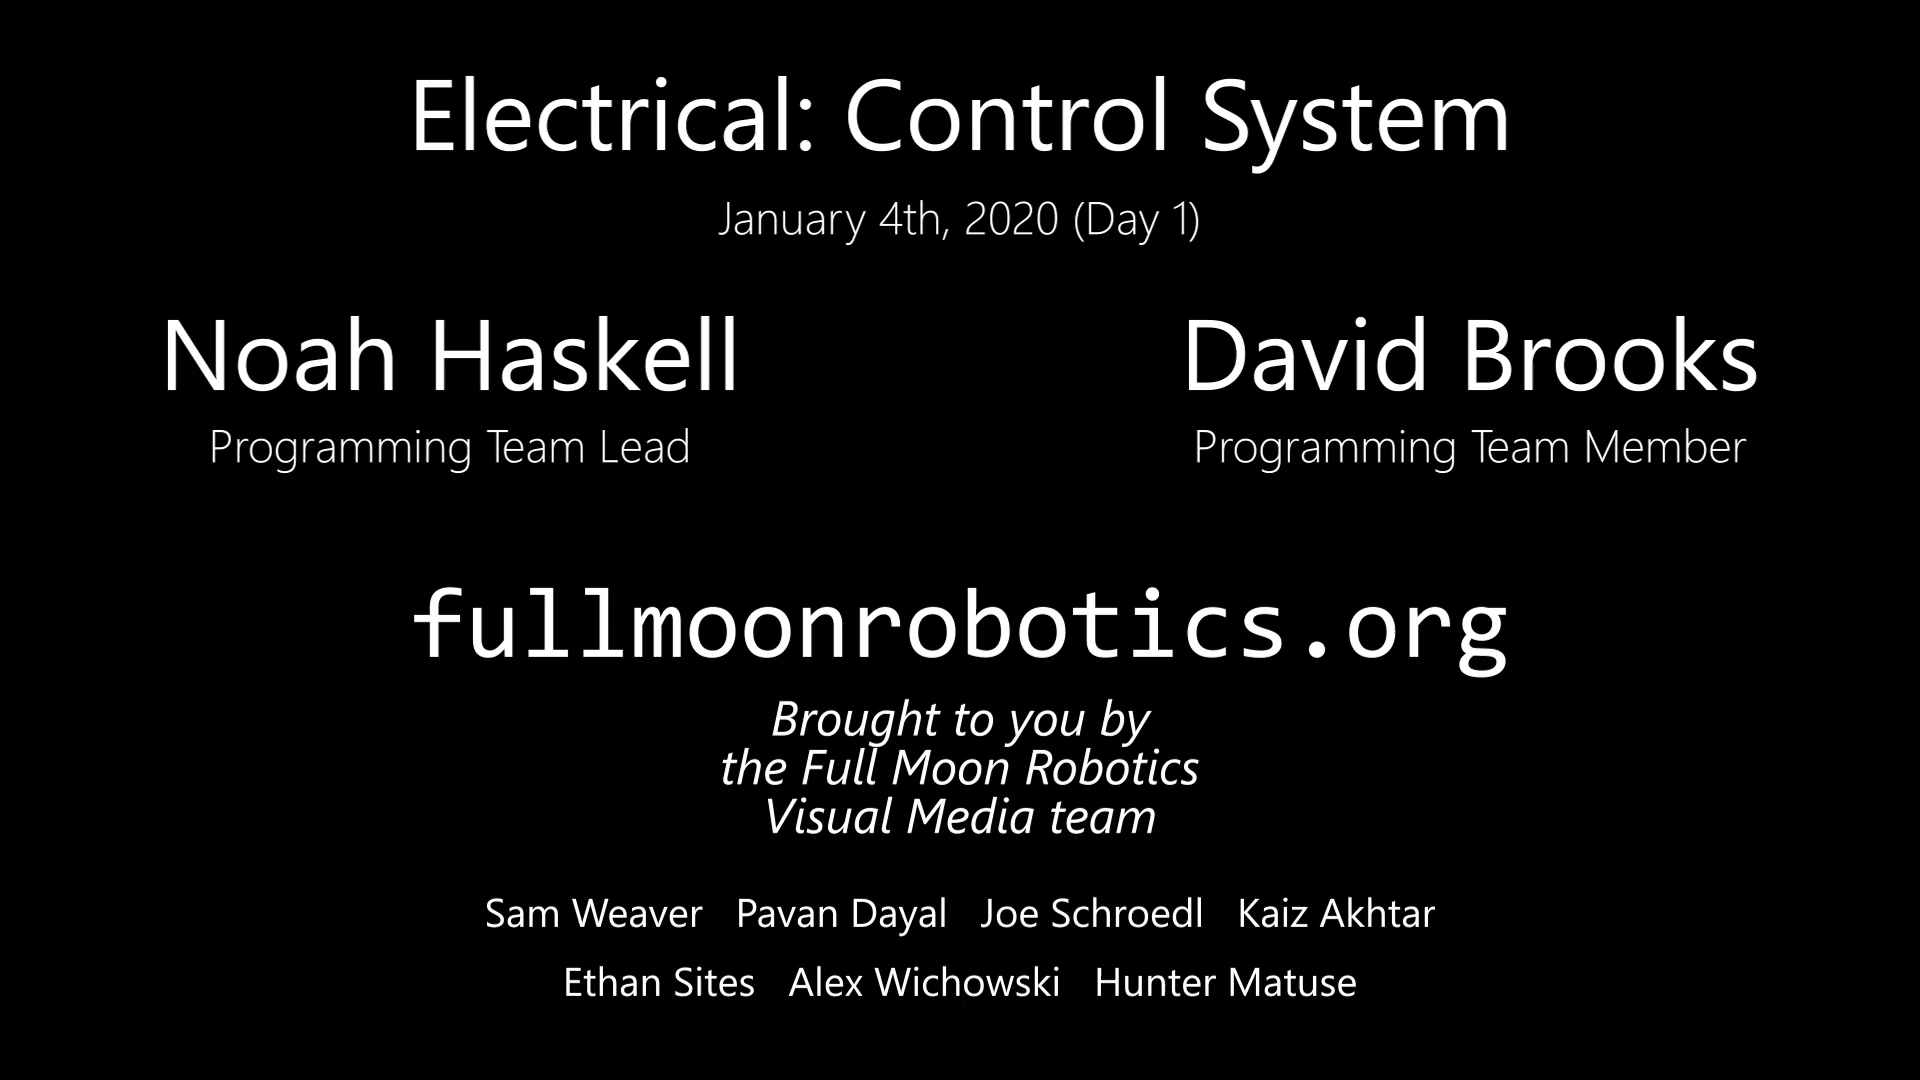 Electrical: Control System
January 4th, 2020 (Day 1)
Noah Haskell
Programming Team Lead
David Brooks
Programming Team Member
fullmoonrobotics.org
Brought to you by
the Full Moon Robotics
Visual Media team
Sam Weaver Pavan Dayal Joe Schroedl Kaiz Akhtar
Ethan Sites Alex Wichowski Hunter Matuse